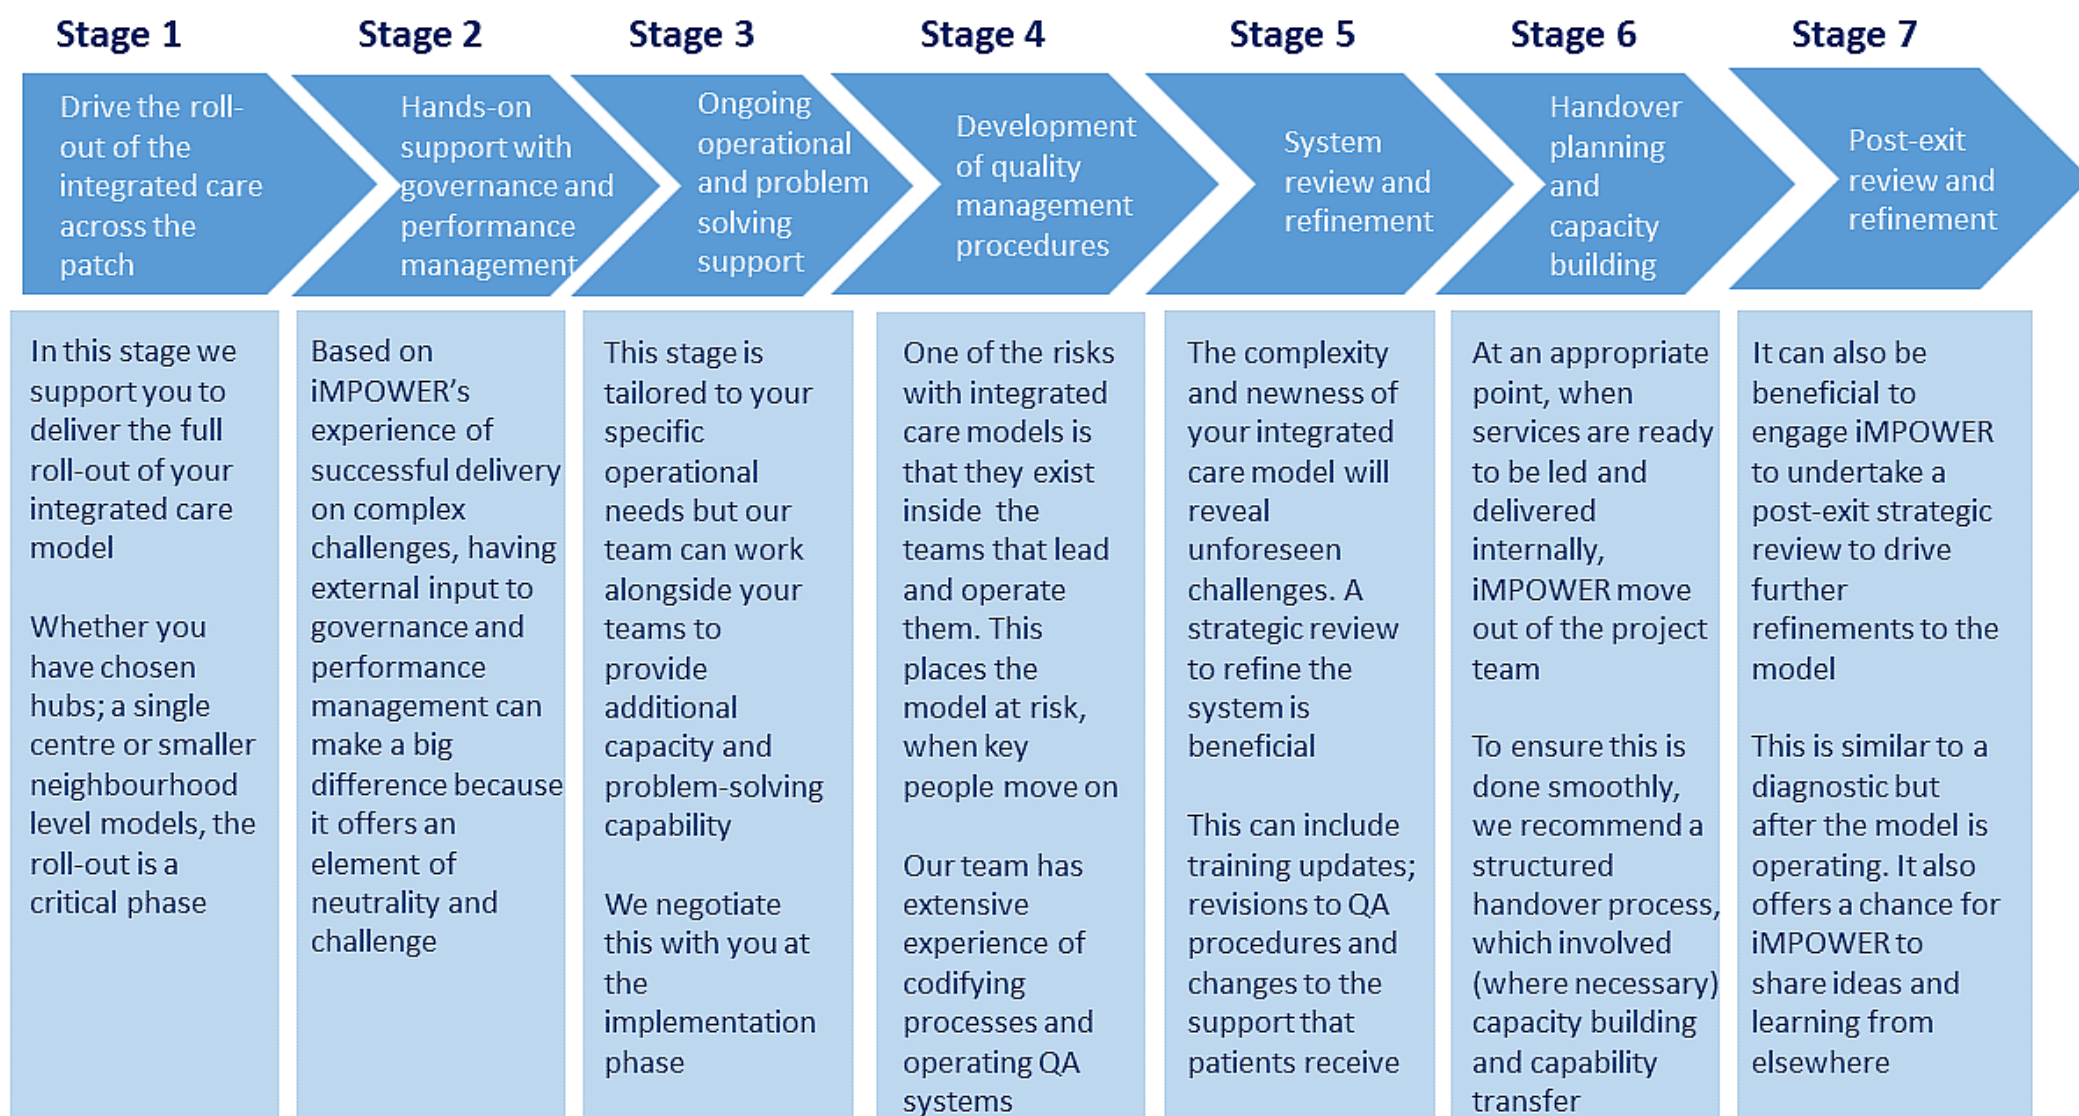 Stage 1
Stage 2
Stage 3
Stage 4
Stage 5
Stage 6
Stage 7
Drive the roll-
out of the
integrated care
across the
patch
Hands-on
support with
governance and
performance
management
Ongoing
operational
and problem
solving
support
Development
of quality
management
procedures
System
review and
refinement
Handover
planning
and
capacity
building
Post-exit
review and
refinement
In this stage we
support you to
deliver the full
roll-out of your
integrated care
model
Whether you
have chosen
hubs; a single
centre or smaller
neighbourhood
level models, the
roll-out is a
critical phase
Based on
iMPOWER's
experience of
successful delivery
on complex
challenges, having
external input to
governance and
performance
management can
make a big
difference because
it offers an
element of
neutrality and
challenge
This stage is
tailored to your
specific
operational
needs but our
team can work
alongside your
teams to
provide
additional
capacity and
problem-solving
capability
We negotiate
this with you at
the
implementation
phase
One of the risks
with integrated
care models is
that they exist
inside the
teams that lead
and operate
them. This
places the
model at risk,
when key
people move on
Our team has
extensive
experience of
codifying
processes and
operating QA
systems
The complexity
and newness of
your integrated
care model will
reveal
unforeseen
challenges. A
strategic review
to refine the
system is
beneficial
This can include
training updates;
revisions to QA
procedures and
changes to the
support that
patients receive
At an appropriate
point, when
services are ready
to be led and
delivered
internally,
iMPOWER move
out of the project
team
To ensure this is
done smoothly,
we recommend a
structured
handover process,
which involved
(where necessary)
capacity building
and capability
transfer
It can also be
beneficial to
engage iMPOWER
to undertake a
post-exit strategic
review to drive
further
refinements to the
model
This is similar to a
diagnostic but
after the model is
operating. It also
offers a chance for
iMPOWER to
share ideas and
learning from
elsewhere